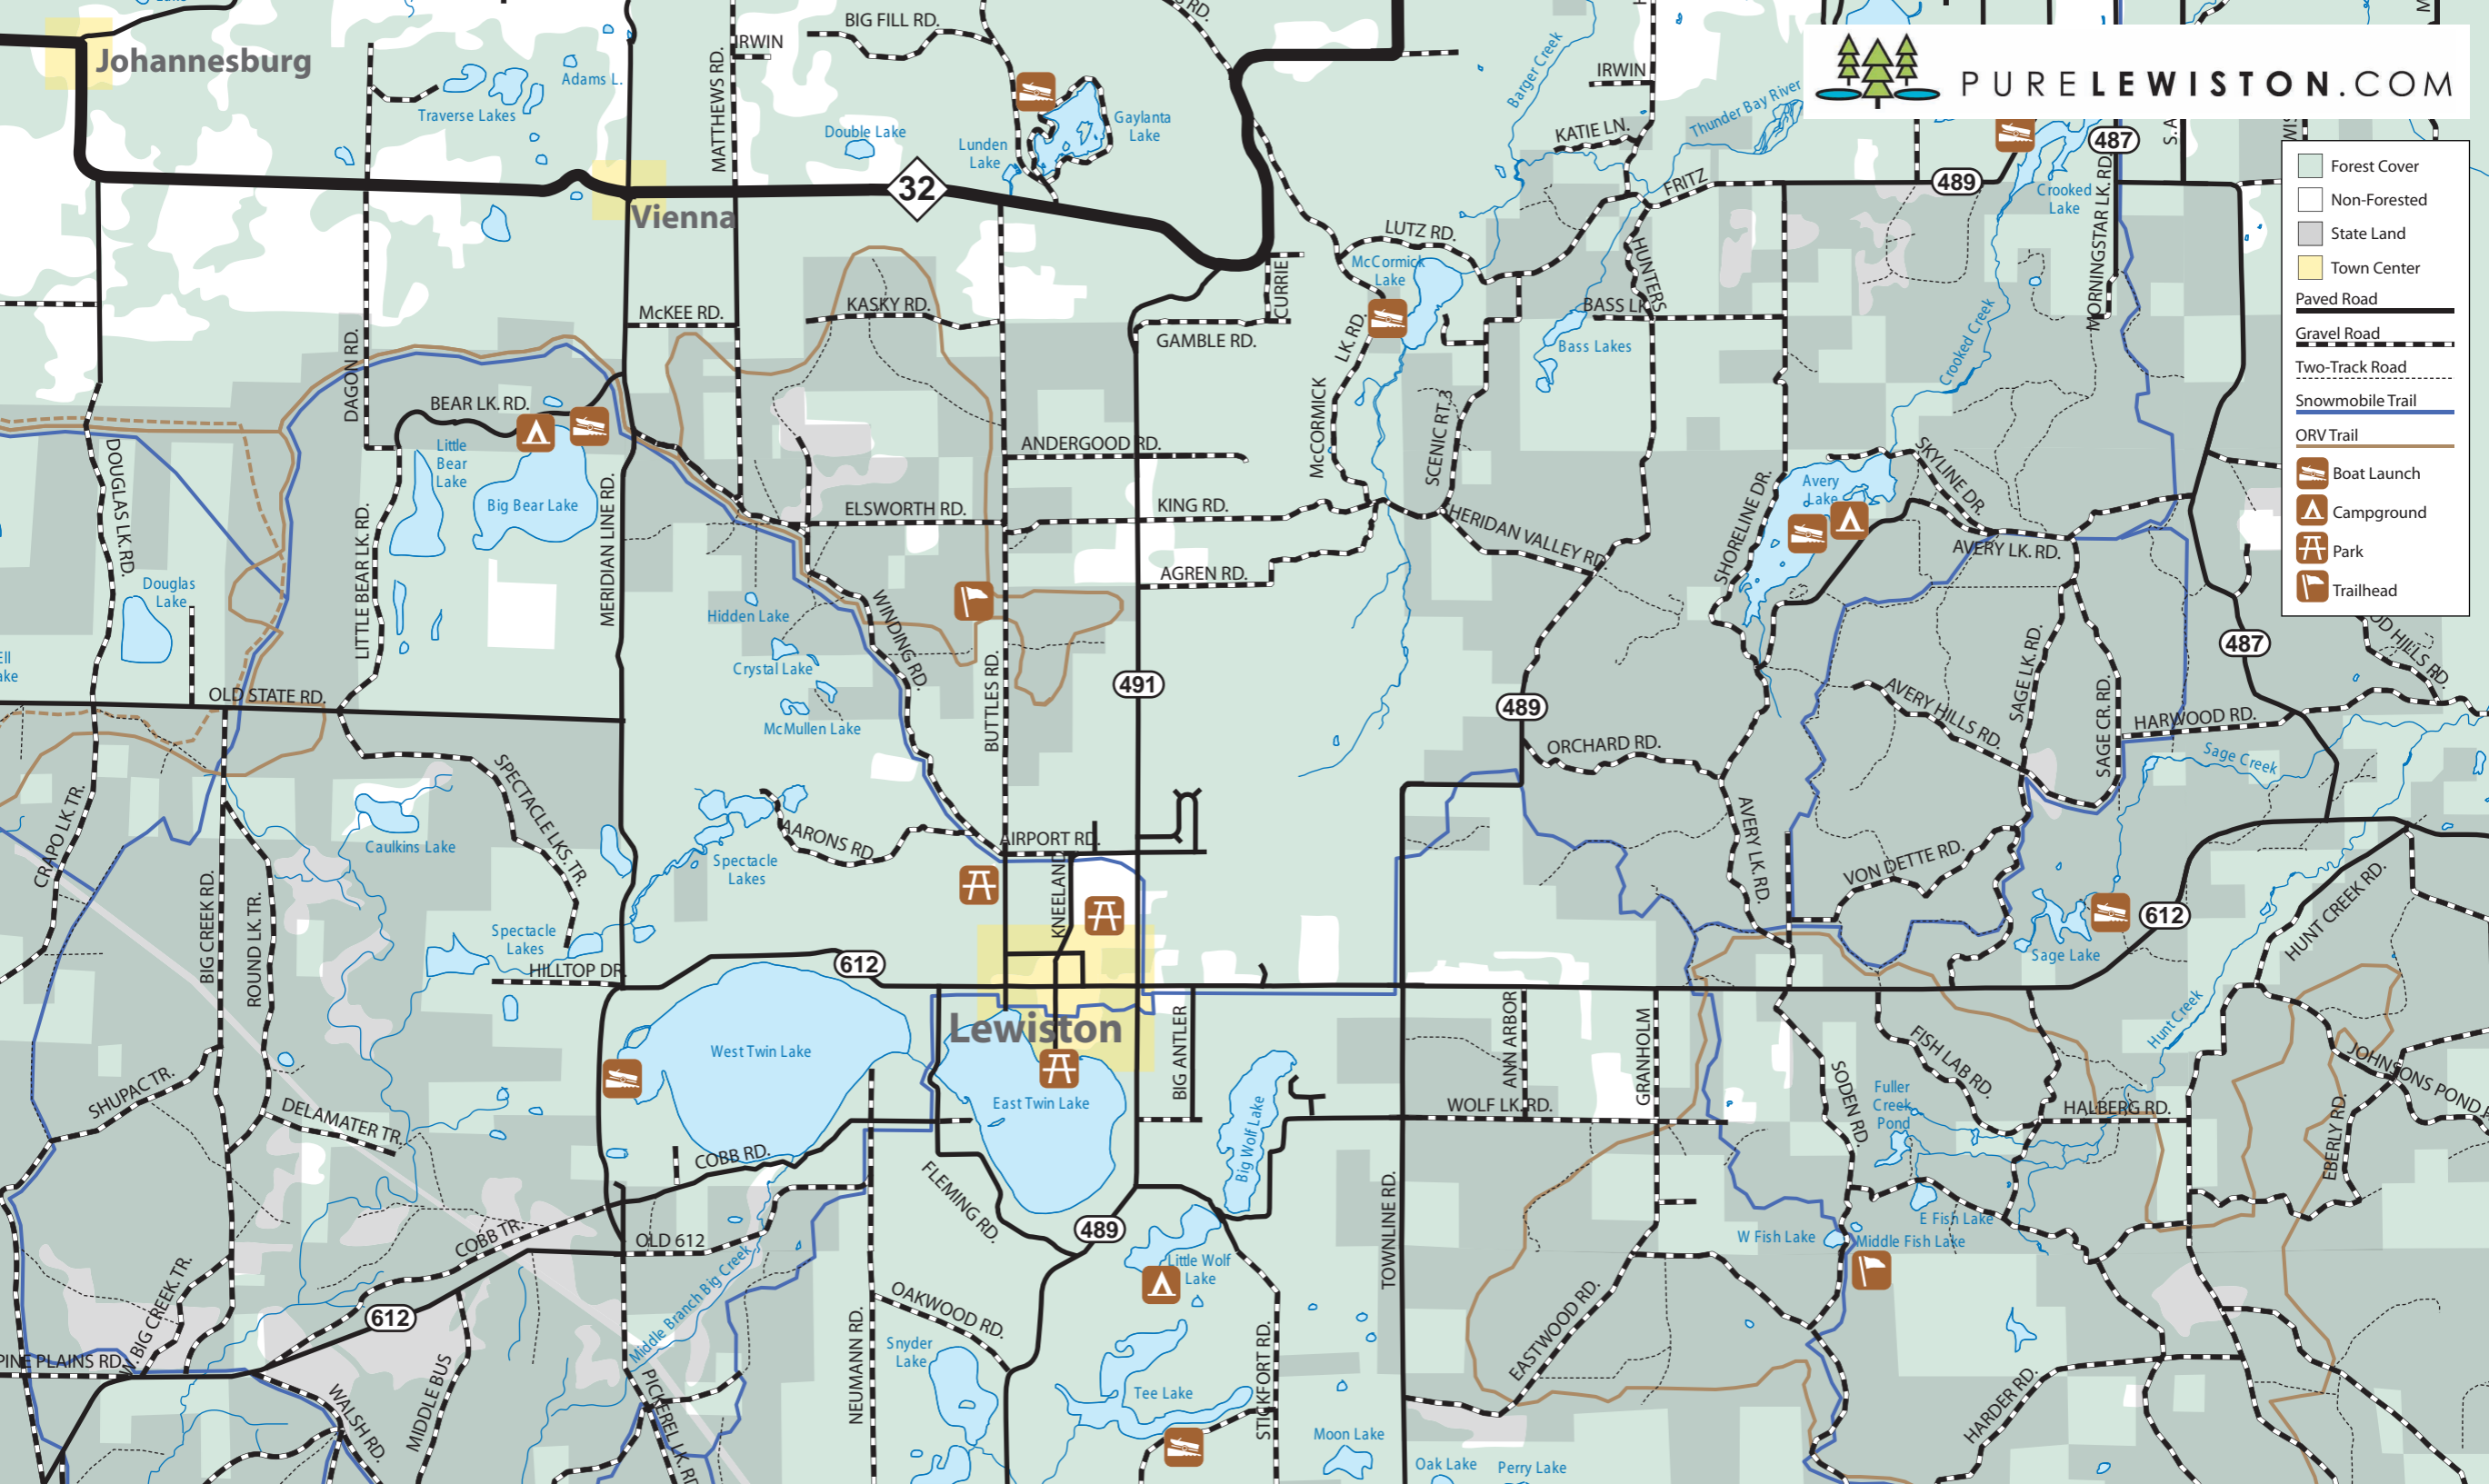 BIG FILL RD.
IRWIN
MATTHEWS RD.
Johannesburg
Adams L.
Traverse Lakes
Double Lake
Lunden
Lake
Gaylanta
Lake
Barger Creek
IRWIN
KATIE LN.
Thunder Bay River
FRITZ
PURELEWISTON.COM
487
489
Crooked
Lake
MORNINGSTAR LK. RD.
Forest Cover
Non-Forested
State Land
Town Center
Paved Road
Gravel Road
Two-Track Road
Snowmobile Trail
ORV Trail
Boat Launch
Campground
Park
Trailhead
32
Vienna
LUTZ RD.
McCormick
Lake
HUNTERS
CURRIE
McKEE RD.
KASKY RD.
GAMBLE RD.
LK. RD.
McCORMICK
BASS LK.
Bass Lakes
Crooked Creek
DAGON RD.
BEAR LK. RD.
Little
Bear
Lake
Big Bear Lake
DOUGLAS LK. RD.
LITTLE BEAR LK. RD.
MERIDIAN LINE RD.
ANDERGOOD RD.
SCENIC RT.3
ELSWORTH RD.
KING RD.
SHERIDAN VALLEY RD.
AGREN RD.
SHORELINE DR.
Avery
Lake
SKYLINE DR.
AVERY LK. RD.
Douglas
Lake
Hidden Lake
Crystal Lake
McMullen Lake
WINDING RD.
BUTTLES RD.
491
489
487
OLD STATE RD.
ORCHARD RD.
AVERY HILLS RD.
SAGE LK. RD.
SAGE CR. RD.
HARWOOD RD.
Sage Creek
CRAPO LK. TR.
SPECTACLE LKS. TR.
Caulkins Lake
AARONS RD.
Spectacle
Lakes
AIRPORT RD.
KNEELAND
AVERY LK. RD.
VON DETTE RD.
612
HUNT CREEK RD.
Sage Lake
BIG CREEK RD.
ROUND LK. TR.
Spectacle
Lakes
HILLTOP DR.
612
Lewiston
West Twin Lake
East Twin Lake
BIG ANTLER
Big Wolf Lake
ANN ARBOR
GRANHOLM
WOLF LK. RD.
SODEN RD.
FISH LAB RD.
Fuller
Creek
Pond
Hunt Creek
HALBERG RD.
JOHNSONS POND
EBERLY RD.
SHUPAC TR.
DELAMATER TR.
COBB RD.
COBB TR.
OLD 612
FLEMING RD.
489
Little Wolf
Lake
TOWNLINE RD.
W Fish Lake
Middle Fish Lake
E Fish Lake
612
Middle Branch Big Creek
OAKWOOD RD.
NEUMANN RD.
Snyder
Lake
Tee Lake
STICKFORT RD.
EASTWOOD RD.
HARDER RD.
PINE PLAINS RD.
W. BIG CREEK TR.
WALSH RD.
MIDDLE BUS
PICKEREL LK. RD.
Moon Lake
Oak Lake
Perry Lake